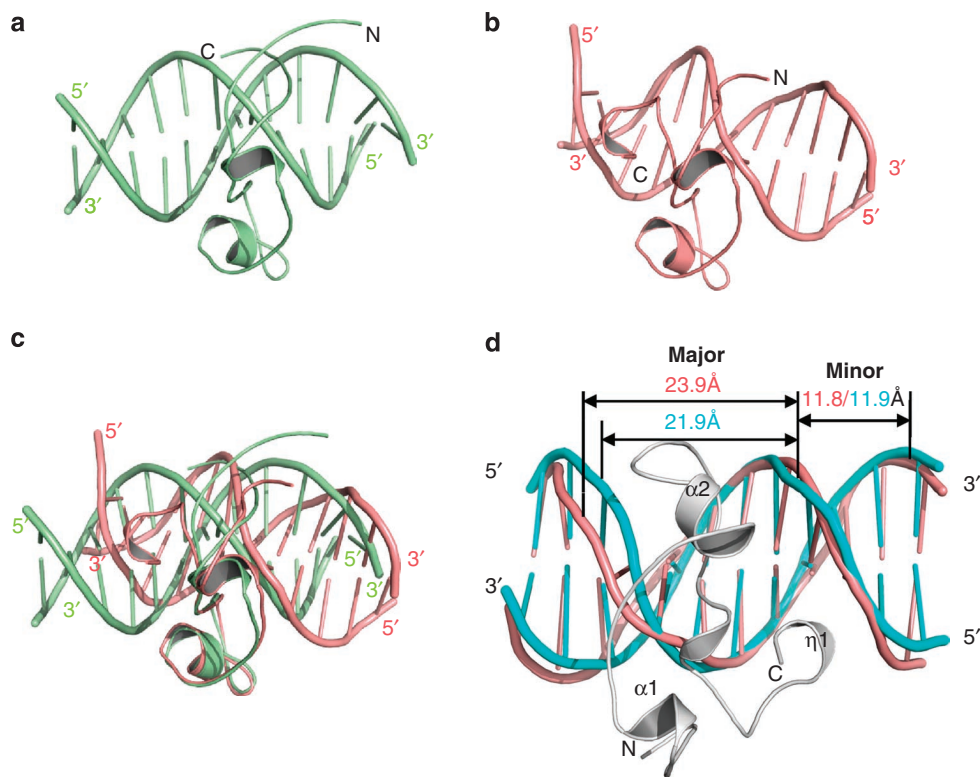 a
N
C
5′
5′
3′
3′
b
5′
N
3′
C
3′
5′
c
5′
5′
3′
5′
3′
3′
3′
5′
d
Major
Minor
23.9Å
11.8/11.9Å
21.9Å
5′
3′
α2
3′
5′
η1
C
α1
N